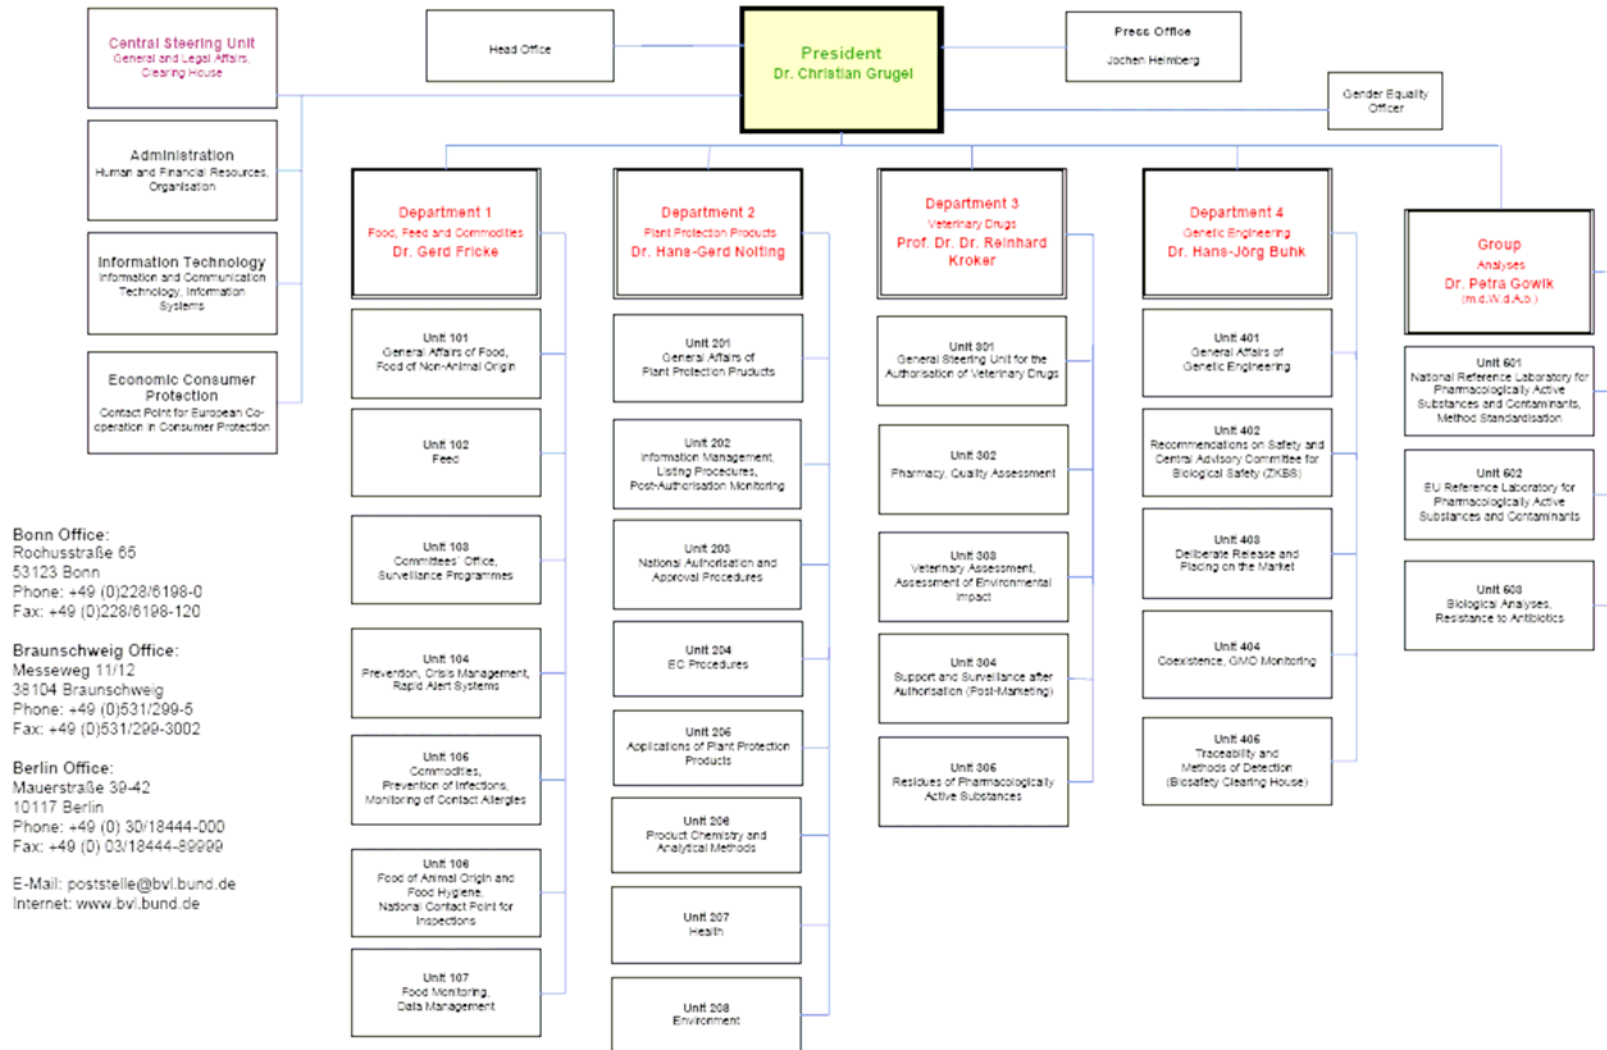 Central Steering Unit
General and Legal Affairs,
Clearing House
Head Office
President
Dr. Christian Grugel
Press Office
Jochen Heimberg
Gender Equality
Officer
Administration
Human and Financial Resources,
Organisation
Information Technology
Information and Communication
Technology, Information
Systems
Economic Consumer
Protection
Contact Point for European Co-
operation in Consumer Protection
Department 1
Food, Feed and Commodities
Dr. Gerd Fricke
Unit 101
General Affairs of Food,
Food of Non-Animal Origin
Unit 102
Feed
Unit 103
Committees´ Office,
Surveillance Programmes
Unit 104
Prevention, Crisis Management,
Rapid Alert Systems
Unit 105
Commodities,
Prevention of Infections,
Monitoring of Contact Allergies
Unit 106
Food of Animal Origin and
Food Hygiene,
National Contact Point for
Inspections
Unit 107
Food Monitoring,
Data Management
Department 2
Plant Protection Products
Dr. Hans-Gerd Nolting
Unit 201
General Affairs of
Plant Protection Products
Unit 202
Information Management,
Listing Procedures,
Post-Authorisation Monitoring
Unit 203
National Authorisation and
Approval Procedures
Unit 204
EC Procedures
Unit 205
Applications of Plant Protection
Products
Unit 206
Product Chemistry and
Analytical Methods
Unit 207
Health
Unit 208
Environment
Department 3
Veterinary Drugs
Prof. Dr. Dr. Reinhard
Kroker
Unit 301
General Steering Unit for the
Authorisation of Veterinary Drugs
Unit 302
Pharmacy, Quality Assessment
Unit 303
Veterinary Assessment,
Assessment of Environmental
Impact
Unit 304
Support and Surveillance after
Authorisation (Post-Marketing)
Unit 305
Residues of Pharmacologically
Active Substances
Department 4
Genetic Engineering
Dr. Hans-Jörg Buhk
Unit 401
General Affairs of
Genetic Engineering
Unit 402
Recommendations on Safety and
Central Advisory Committee for
Biological Safety (ZKBS)
Unit 403
Deliberate Release and
Placing on the Market
Unit 404
Coexistence, GMO Monitoring
Unit 405
Traceability and
Methods of Detection
(Biosafety Clearing House)
Group
Analyses
Dr. Petra Gowik
(m.d.W.d.A.b.)
Unit 601
National Reference Laboratory for
Pharmacologically Active
Substances and Contaminants,
Method Standardisation
Unit 602
EU Reference Laboratory for
Pharmacologically Active
Substances and Contaminants
Unit 603
Biological Analyses,
Resistance to Antibiotics
Bonn Office:
Rochusstraße 65
53123 Bonn
Phone: +49 (0)228/6198-0
Fax: +49 (0)228/6198-120
Braunschweig Office:
Messeweg 11/12
38104 Braunschweig
Phone: +49 (0)531/299-5
Fax: +49 (0)531/299-3002
Berlin Office:
Mauerstraße 39-42
10117 Berlin
Phone: +49 (0) 30/18444-000
Fax: +49 (0) 03/18444-89999
E-Mail: poststelle@bvl.bund.de
Internet: www.bvl.bund.de